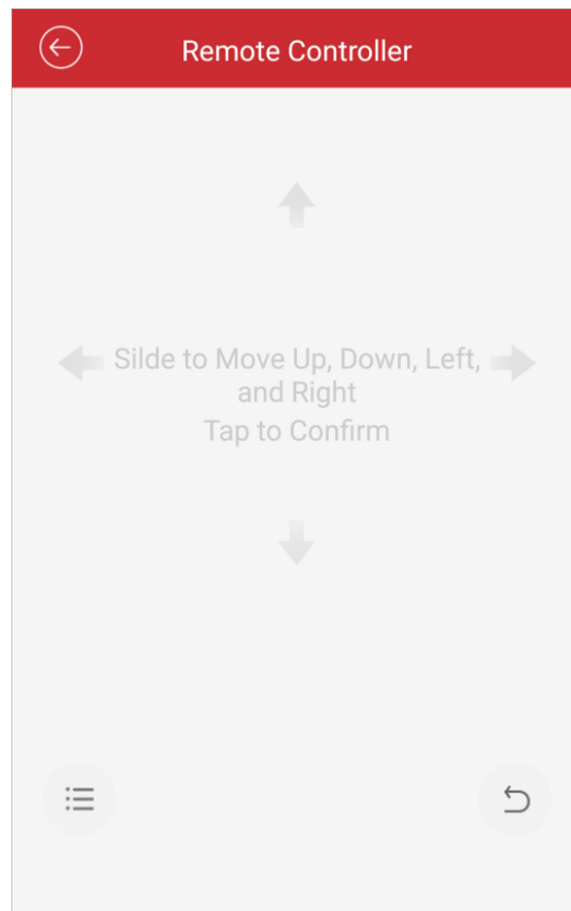 Remote Controller
Silde to Move Up, Down, Left,
and Right
Tap to Confirm